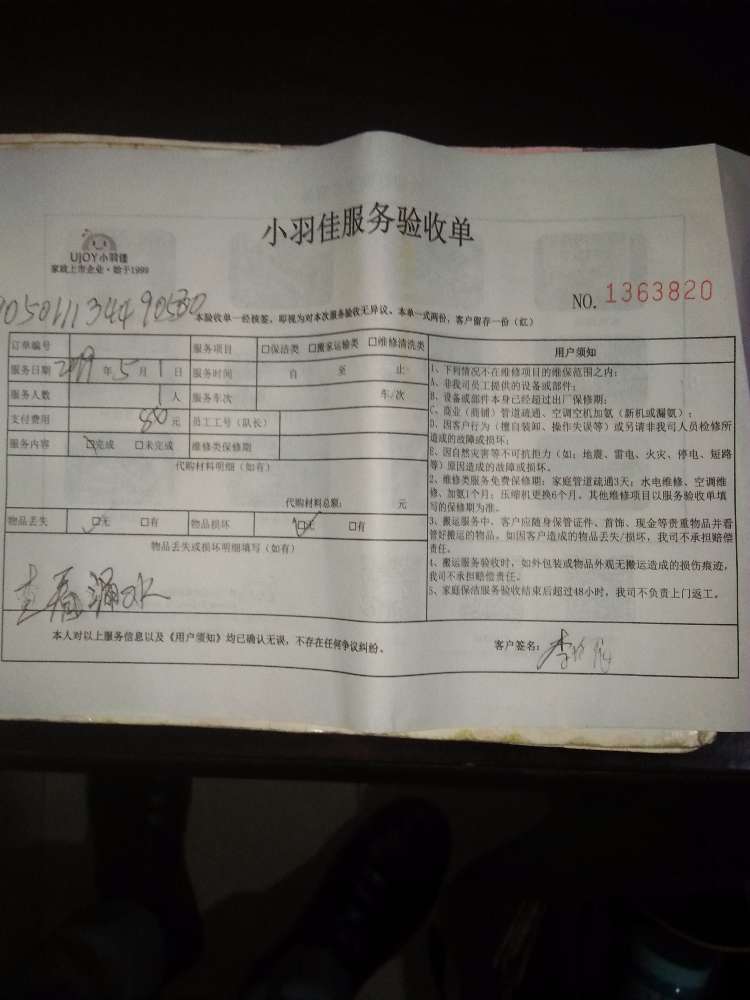 小羽佳服务验收单
UJOY小羽佳
家政上市企业·始于1999
NO. 1363820
本验收单一经核签,即视为对本次服务验收无异议。本单一式两份,客户留存一份(红)
订单编号 服务项目 □保洁类 □搬家运输类 □维修清洗类
服务日期 2019 年 5 月 1 日 服务时间 自 至 止
服务人数 1 人 服务车次 车/次
支付费用 80 元 员工工号(队长)
服务内容 □完成 □未完成 维修类保修期
代购材料明细(如有)
代购材料总额: 元
物品丢失 □无 □有 物品损坏 □无 □有
物品丢失或损坏明细填写(如有)
查看漏水
用户须知
1、下列情况不在维修项目的维保范围之内:
A、非我司员工提供的设备或部件;
B、设备或部件本身已经超过出厂保修期;
C、商业(商铺)管道疏通、空调空机加氨(新机或漏氨);
D、因客户行为(擅自装卸、操作失误等)或另请非我司人员检修所
造成的故障或损坏;
E、因自然灾害等不可抗拒力(如:地震、雷电、火灾、停电、短路
等)原因造成的故障或损坏。
2、维修类服务免费保修期:家庭管道疏通3天;水电维修、空调维
修、加氨1个月;压缩机更换6个月。其他维修项目以服务验收单填
写的保修期为准。
3、搬运服务中,客户应随身保管证件、首饰、现金等贵重物品并看
管好搬运的物品。如因客户造成的物品丢失/损坏,我司不承担赔偿
责任。
4、搬运服务验收时,如外包装或物品外观无搬运造成的损伤痕迹,
我司不承担赔偿责任。
5、家庭保洁服务验收结束后超过48小时,我司不负责上门返工。
本人对以上服务信息以及《用户须知》均已确认无误,不存在任何争议纠纷。
客户签名: